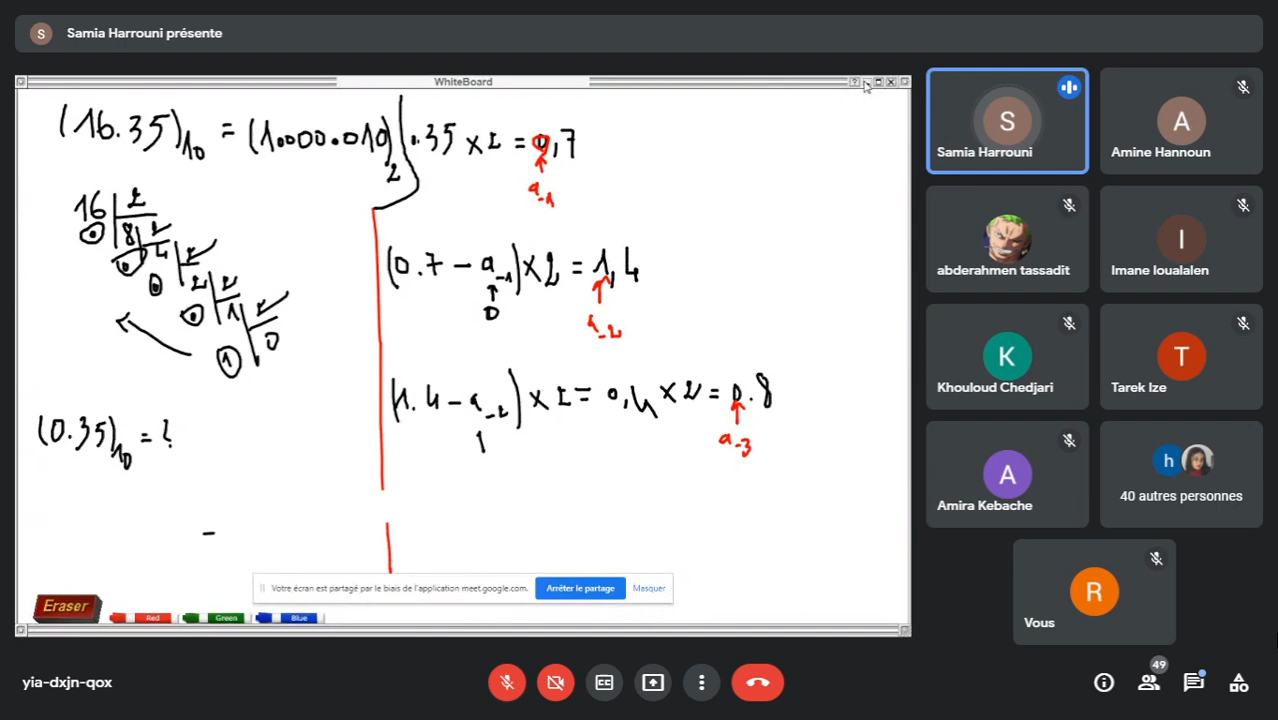 S Samia Harrouni présente
WhiteBoard
?
(16.35)10 = (10000.010)2
0.35 × 2 = 0,7
a-1
16 | 2
8 | 2
4 | 2
2 | 2
1 | 2
0
0
0
0
0
1
(0.7 - a-1) × 2 = 1,4
0
a-2
(1.4 - a-2) × 2 = 0,4 × 2 = 0.8
1
a-3
(0.35)10 = ?
=
Votre écran est partagé par le biais de l'application meet.google.com.
Arrêter le partage
Masquer
Eraser
Red
Green
Blue
S
Samia Harrouni
A
Amine Hannoun
abderahmen tassadit
I
Imane loualalen
K
Khouloud Chedjari
T
Tarek Ize
A
Amira Kebache
h
40 autres personnes
R
Vous
yia-dxjn-qox
CC
49